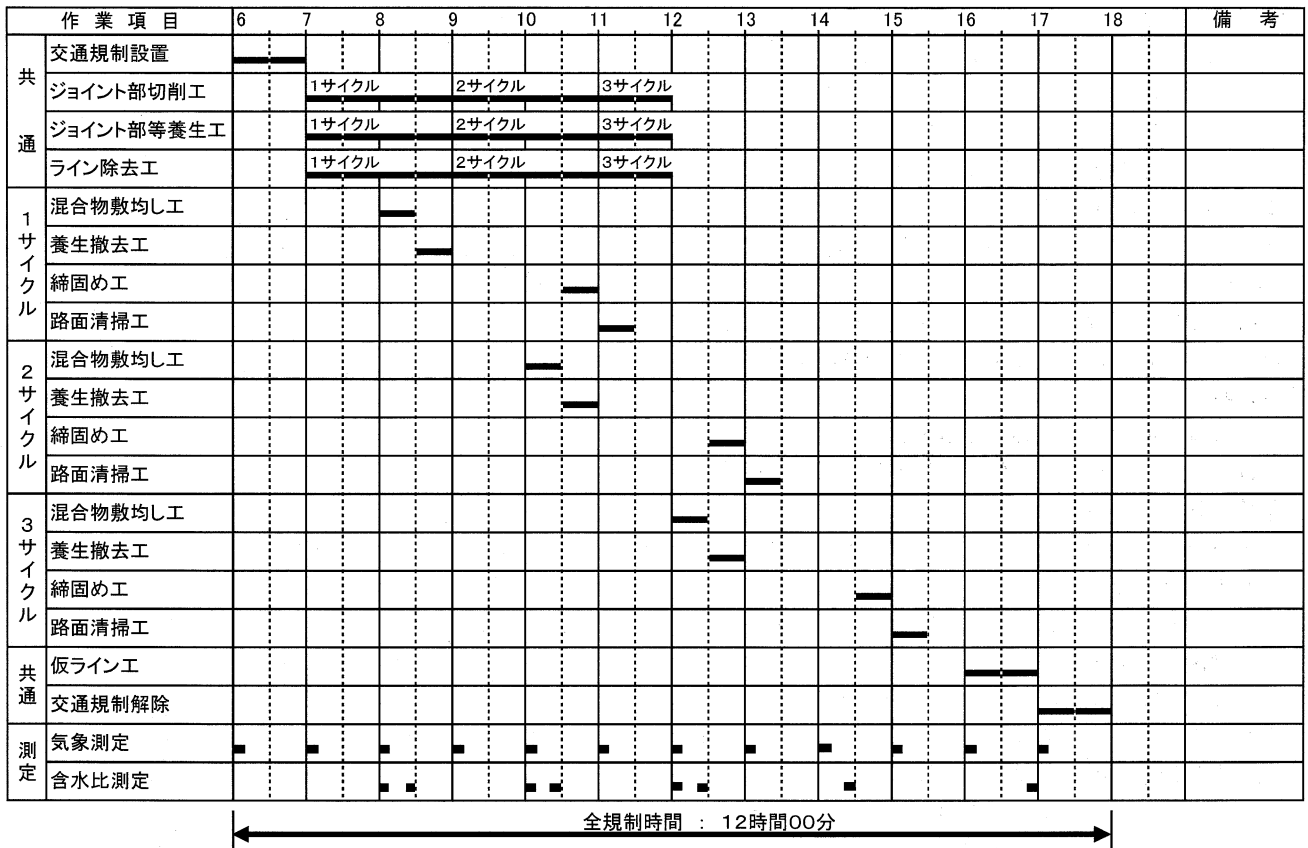 作業項目 6 7 8 9 10 11 12 13 14 15 16 17 18 備考
共通
交通規制設置
ジョイント部切削工 1サイクル 2サイクル 3サイクル
ジョイント部等養生工 1サイクル 2サイクル 3サイクル
ライン除去工 1サイクル 2サイクル 3サイクル
1サイクル
混合物敷均し工
養生撤去工
締固め工
路面清掃工
2サイクル
混合物敷均し工
養生撤去工
締固め工
路面清掃工
3サイクル
混合物敷均し工
養生撤去工
締固め工
路面清掃工
共通
仮ライン工
交通規制解除
測定
気象測定
含水比測定
全規制時間 : 12時間00分